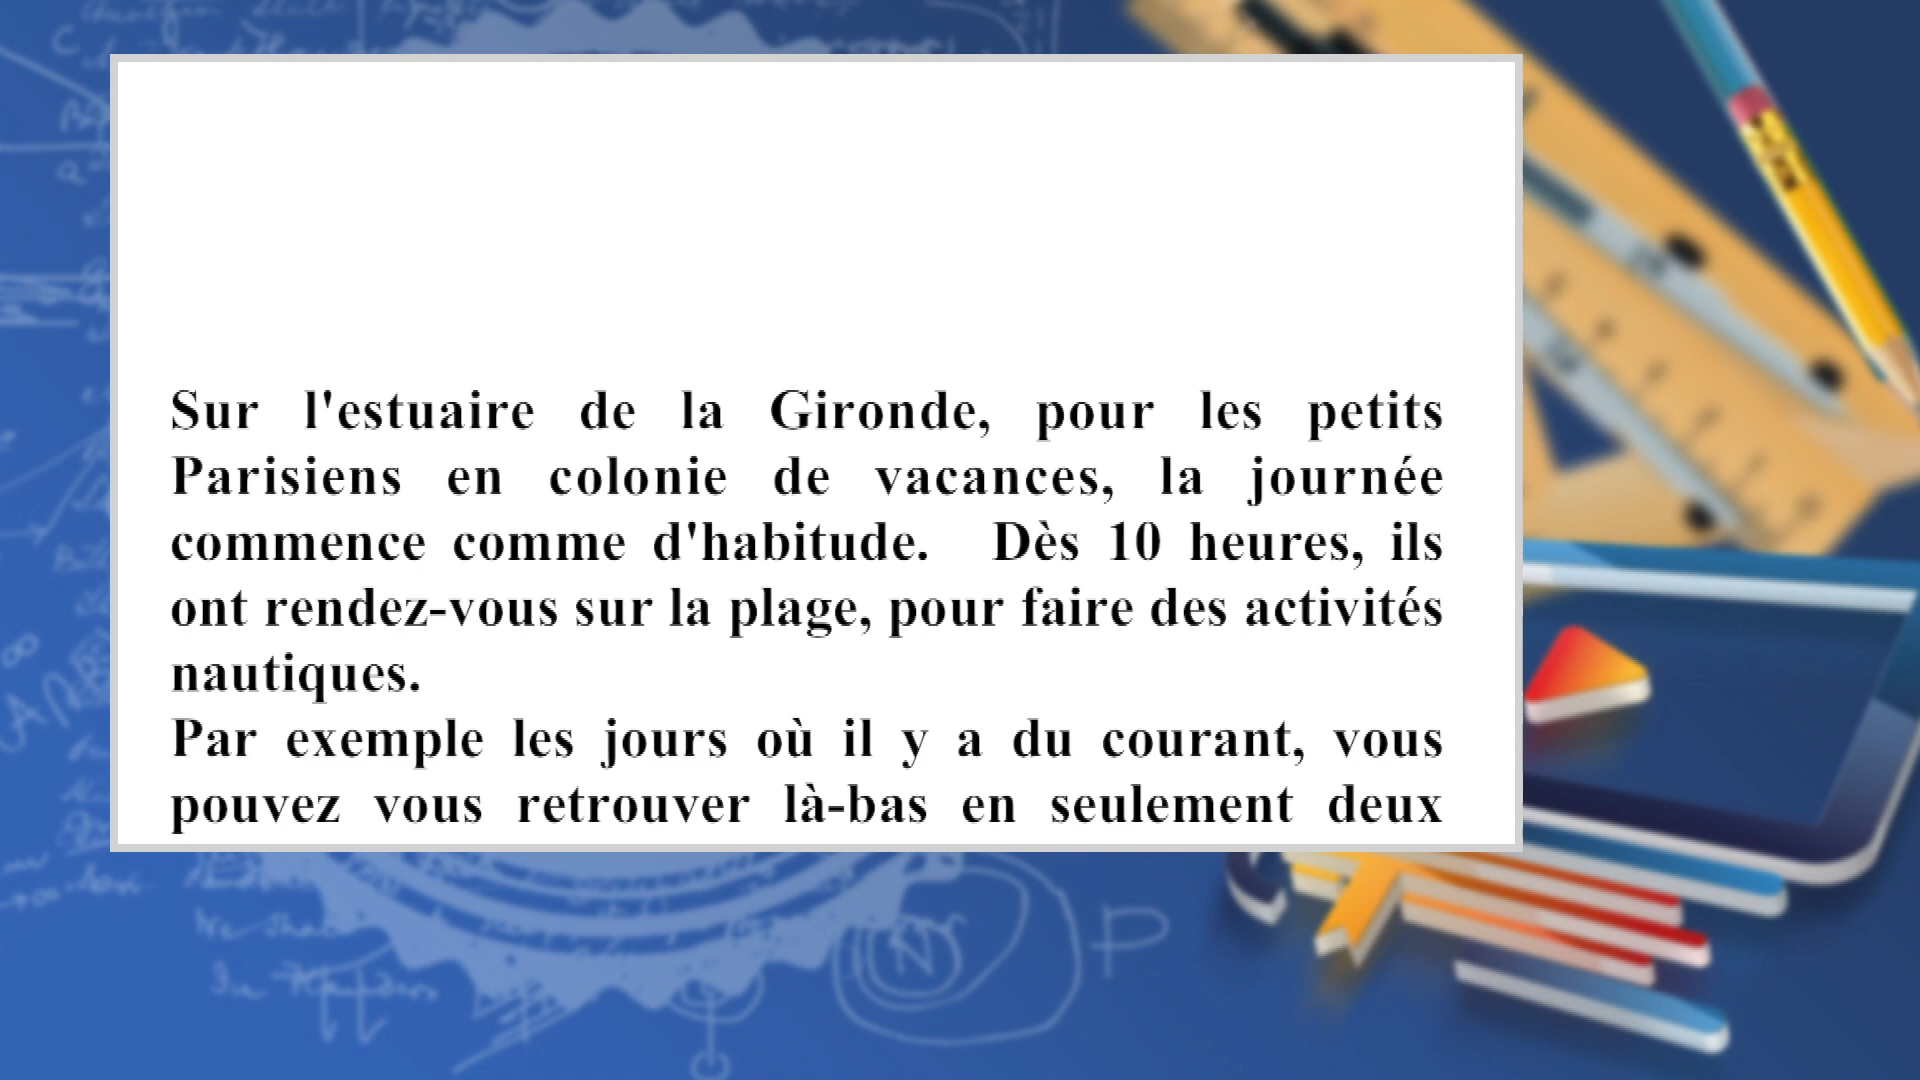 Sur l'estuaire de la Gironde, pour les petits
Parisiens en colonie de vacances, la journée
commence comme d'habitude. Dès 10 heures, ils
ont rendez-vous sur la plage, pour faire des activités
nautiques.
Par exemple les jours où il y a du courant, vous
pouvez vous retrouver là-bas en seulement deux